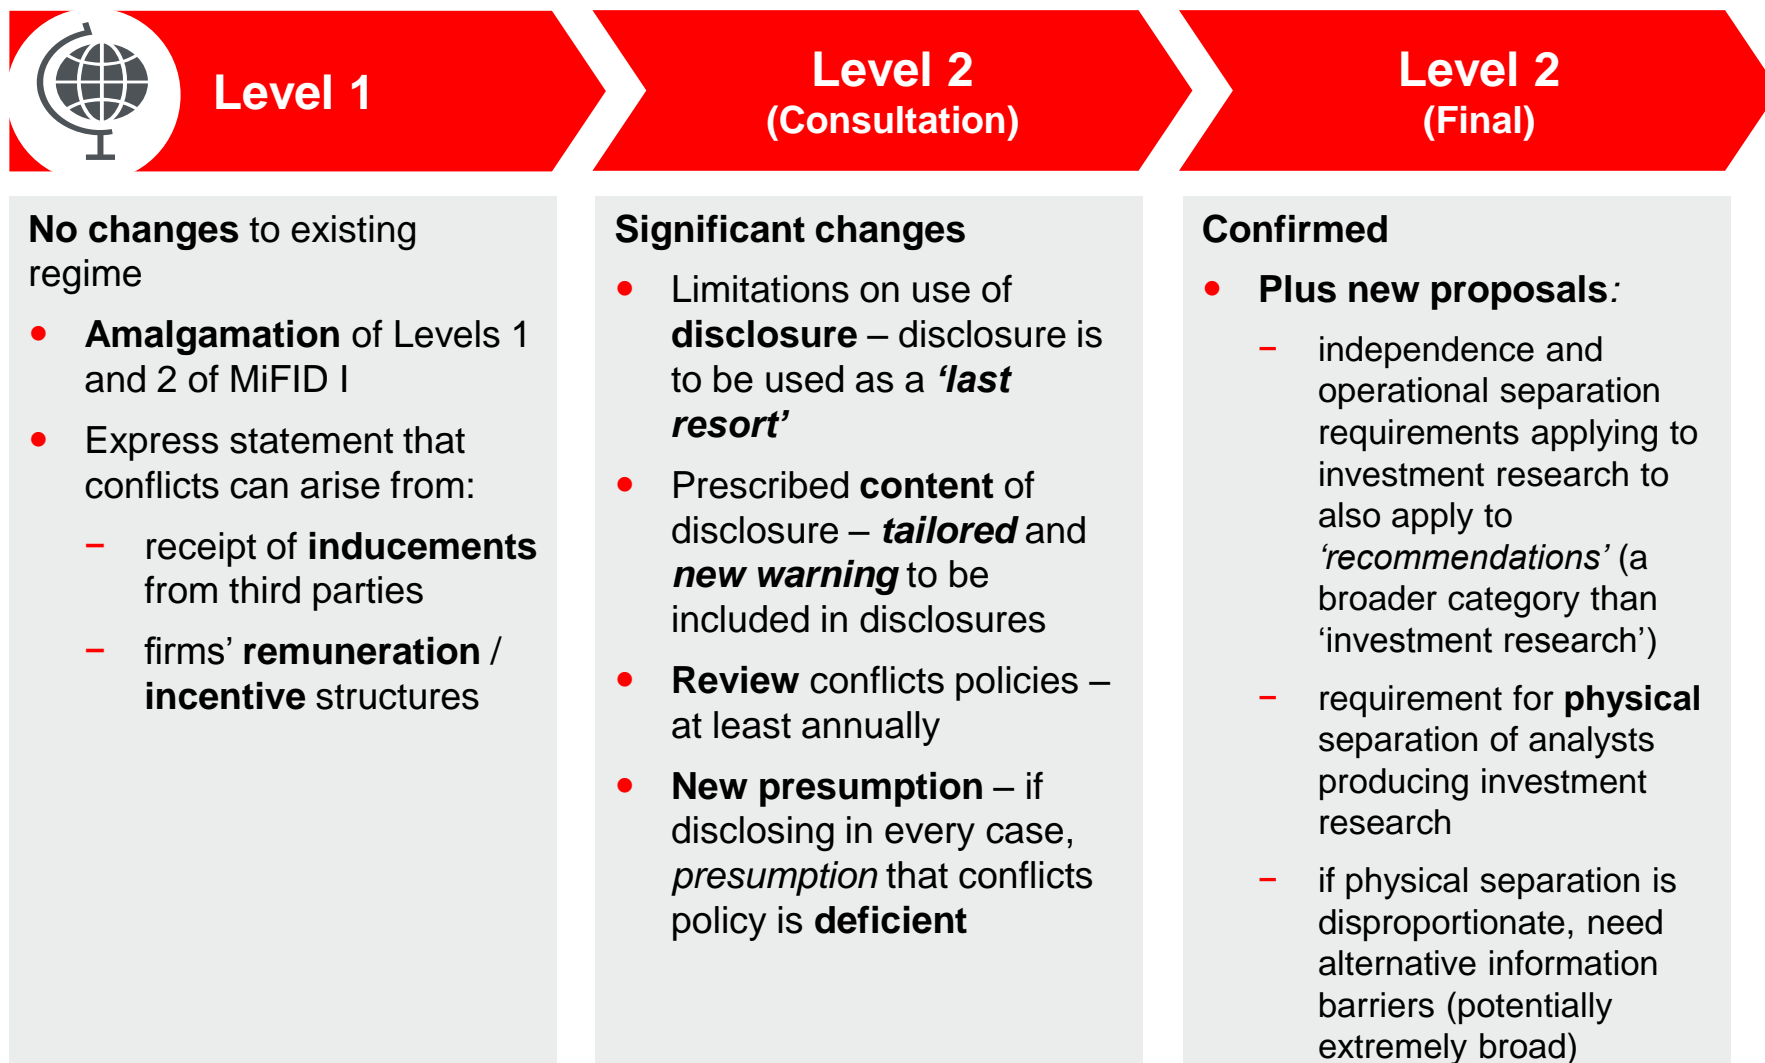 Level 1
Level 2
(Consultation)
Level 2
(Final)
No changes to existing
regime
• Amalgamation of Levels 1
and 2 of MiFID I
• Express statement that
conflicts can arise from:
− receipt of inducements
from third parties
− firms’ remuneration /
incentive structures
Significant changes
• Limitations on use of
disclosure – disclosure is
to be used as a ‘last
resort’
• Prescribed content of
disclosure – tailored and
new warning to be
included in disclosures
• Review conflicts policies –
at least annually
• New presumption – if
disclosing in every case,
presumption that conflicts
policy is deficient
Confirmed
• Plus new proposals:
− independence and
operational separation
requirements applying to
investment research to
also apply to
‘recommendations’ (a
broader category than
‘investment research’)
− requirement for physical
separation of analysts
producing investment
research
− if physical separation is
disproportionate, need
alternative information
barriers (potentially
extremely broad)